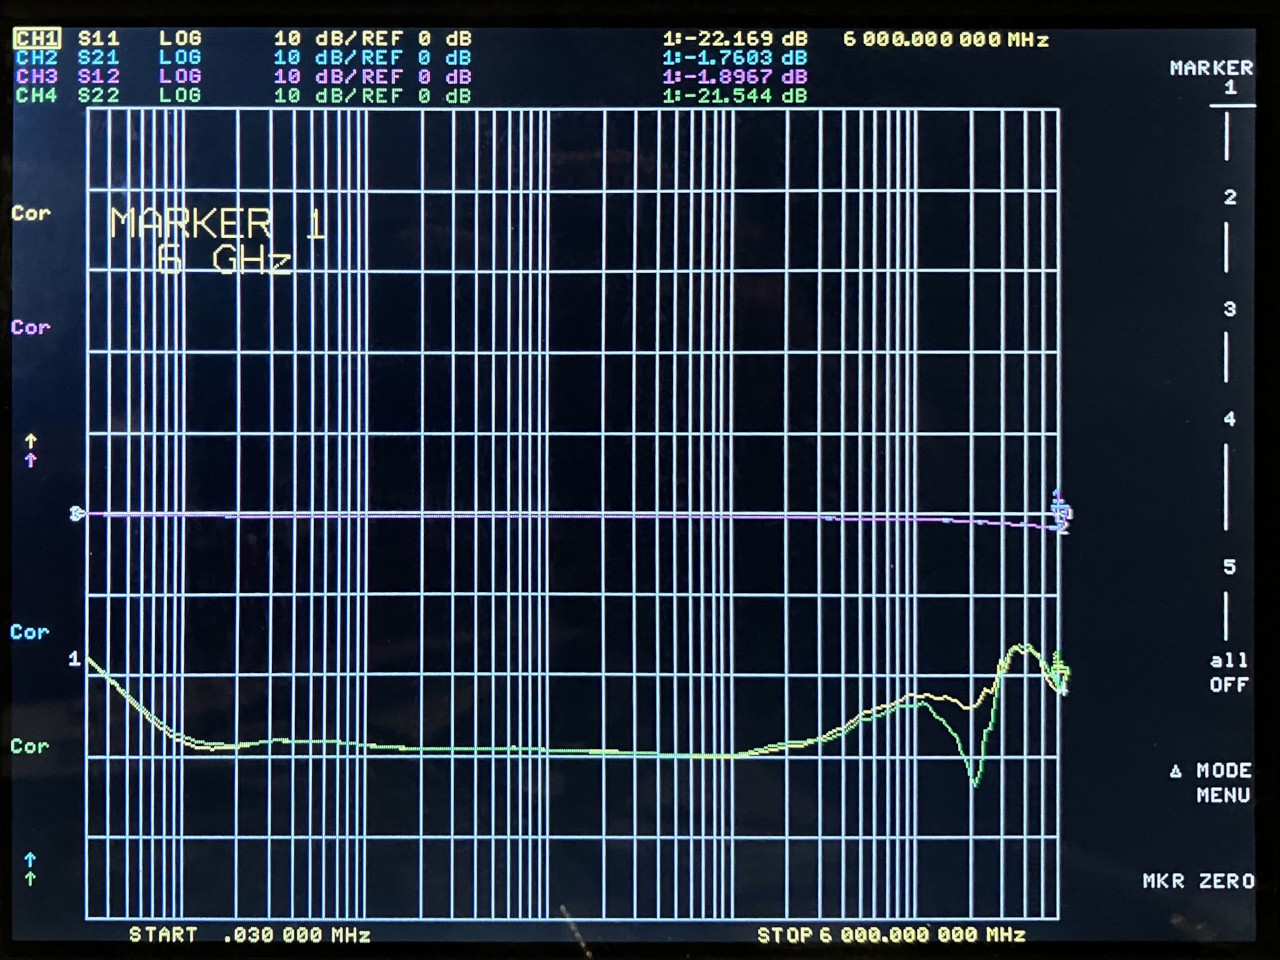 CH1 S11 LOG 10 dB/REF 0 dB 1:-22.169 dB 6 000.000 000 MHz
CH2 S21 LOG 10 dB/REF 0 dB 1:-1.7603 dB
CH3 S12 LOG 10 dB/REF 0 dB 1:-1.8967 dB
CH4 S22 LOG 10 dB/REF 0 dB 1:-21.544 dB
MARKER
1
2
3
4
5
all
OFF
Δ MODE
MENU
MKR ZERO
Cor
MARKER 1
6 GHz
Cor
↑
↑
Cor
1
Cor
↑
↑
START .030 000 MHz STOP 6 000.000 000 MHz